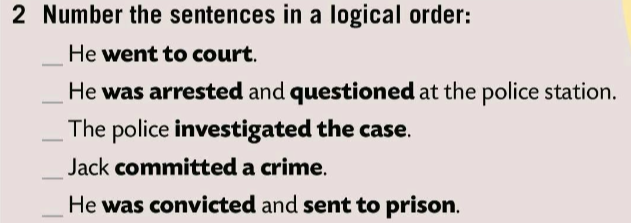 2 Number the sentences in a logical order:
__ He went to court.
__ He was arrested and questioned at the police station.
__ The police investigated the case.
__ Jack committed a crime.
__ He was convicted and sent to prison.